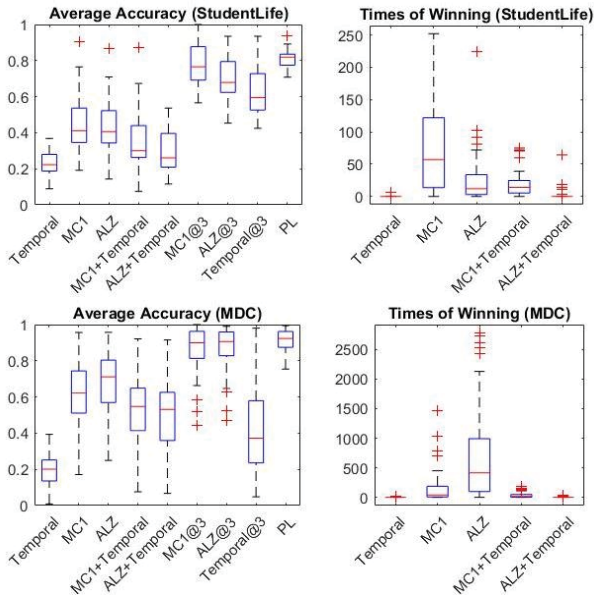 Average Accuracy (StudentLife)
1
0.8
0.6
0.4
0.2
0
Temporal
MC1
ALZ
MC1+Temporal
ALZ+Temporal
MC1@3
ALZ@3
Temporal@3
PL
Times of Winning (StudentLife)
250
200
150
100
50
0
Temporal
MC1
ALZ
MC1+Temporal
ALZ+Temporal
Average Accuracy (MDC)
1
0.8
0.6
0.4
0.2
0
Temporal
MC1
ALZ
MC1+Temporal
ALZ+Temporal
MC1@3
ALZ@3
Temporal@3
PL
Times of Winning (MDC)
2500
2000
1500
1000
500
0
Temporal
MC1
ALZ
MC1+Temporal
ALZ+Temporal